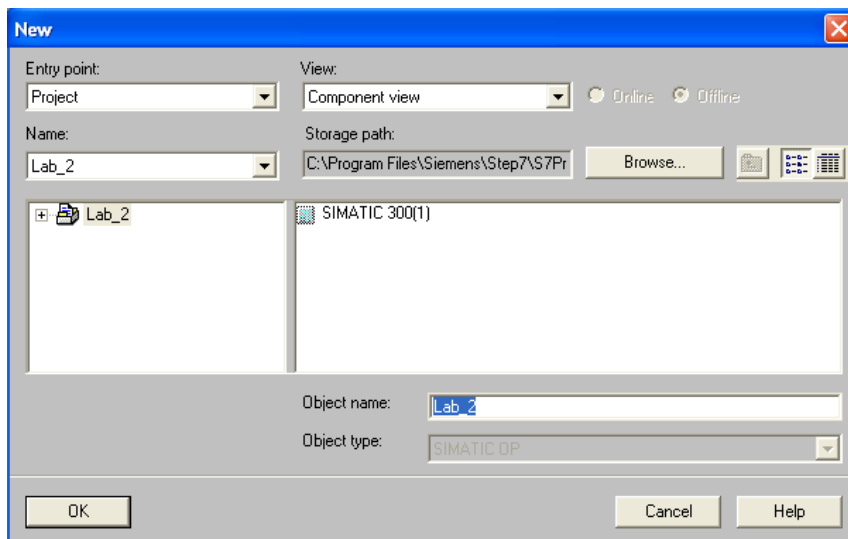 New
Entry point:
View:
Project
Component view
Online
Offline
Name:
Storage path:
Lab_2
C:\Program Files\Siemens\Step7\S7Pr
Browse...
Lab_2
SIMATIC 300(1)
Object name:
Lab_2
Object type:
SIMATIC OP
OK
Cancel
Help